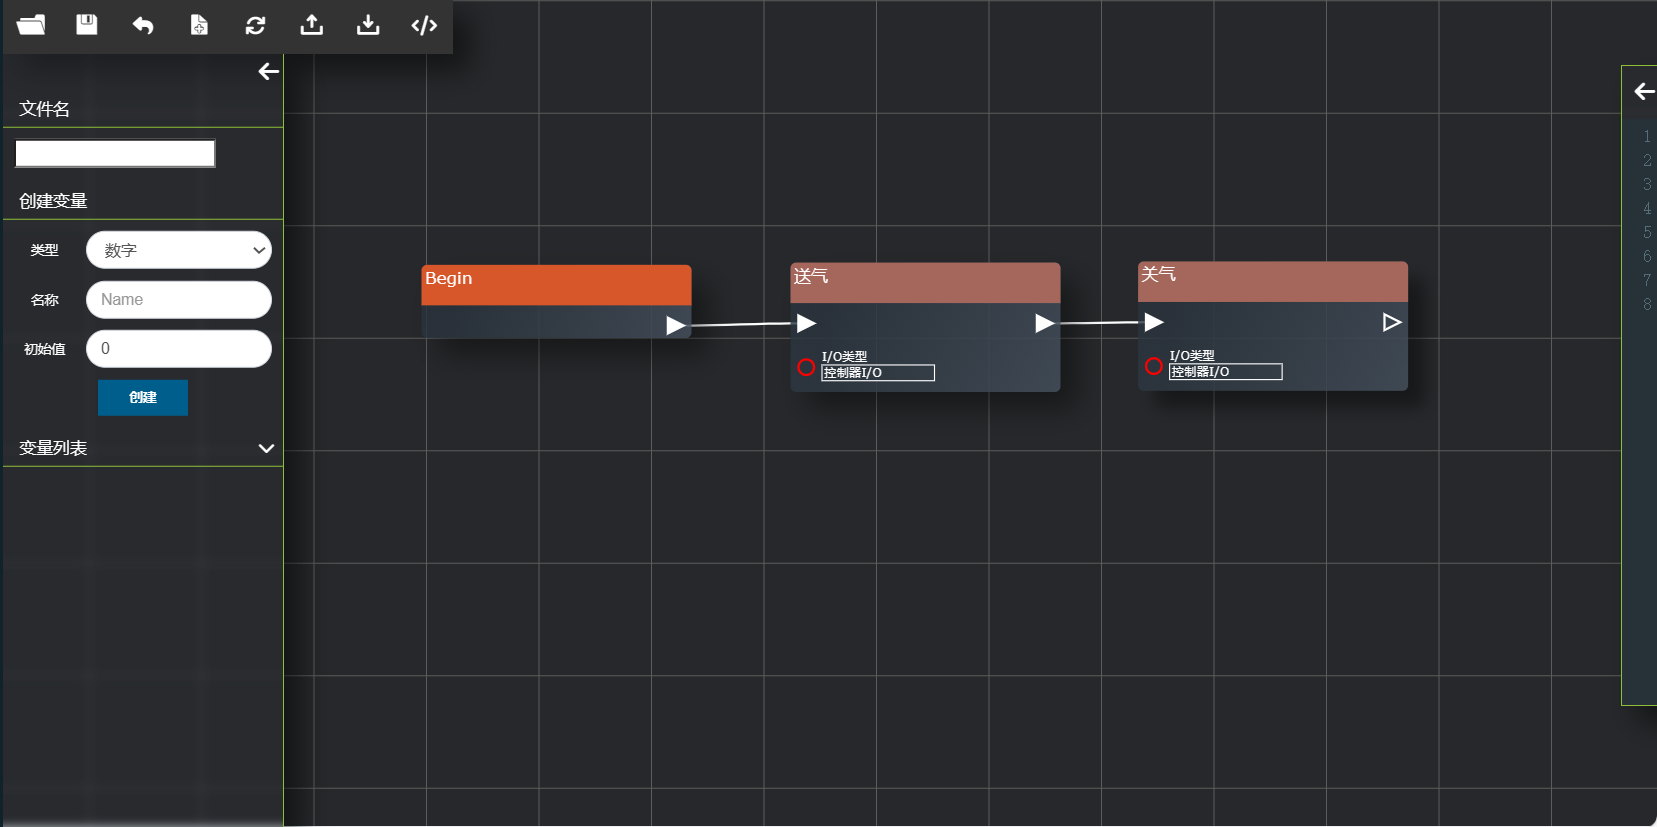 文件名
创建变量
类型
数字
名称
Name
初始值
0
创建
变量列表
Begin
送气
I/O类型
控制器I/O
关气
I/O类型
控制器I/O
1
2
3
4
5
6
7
8